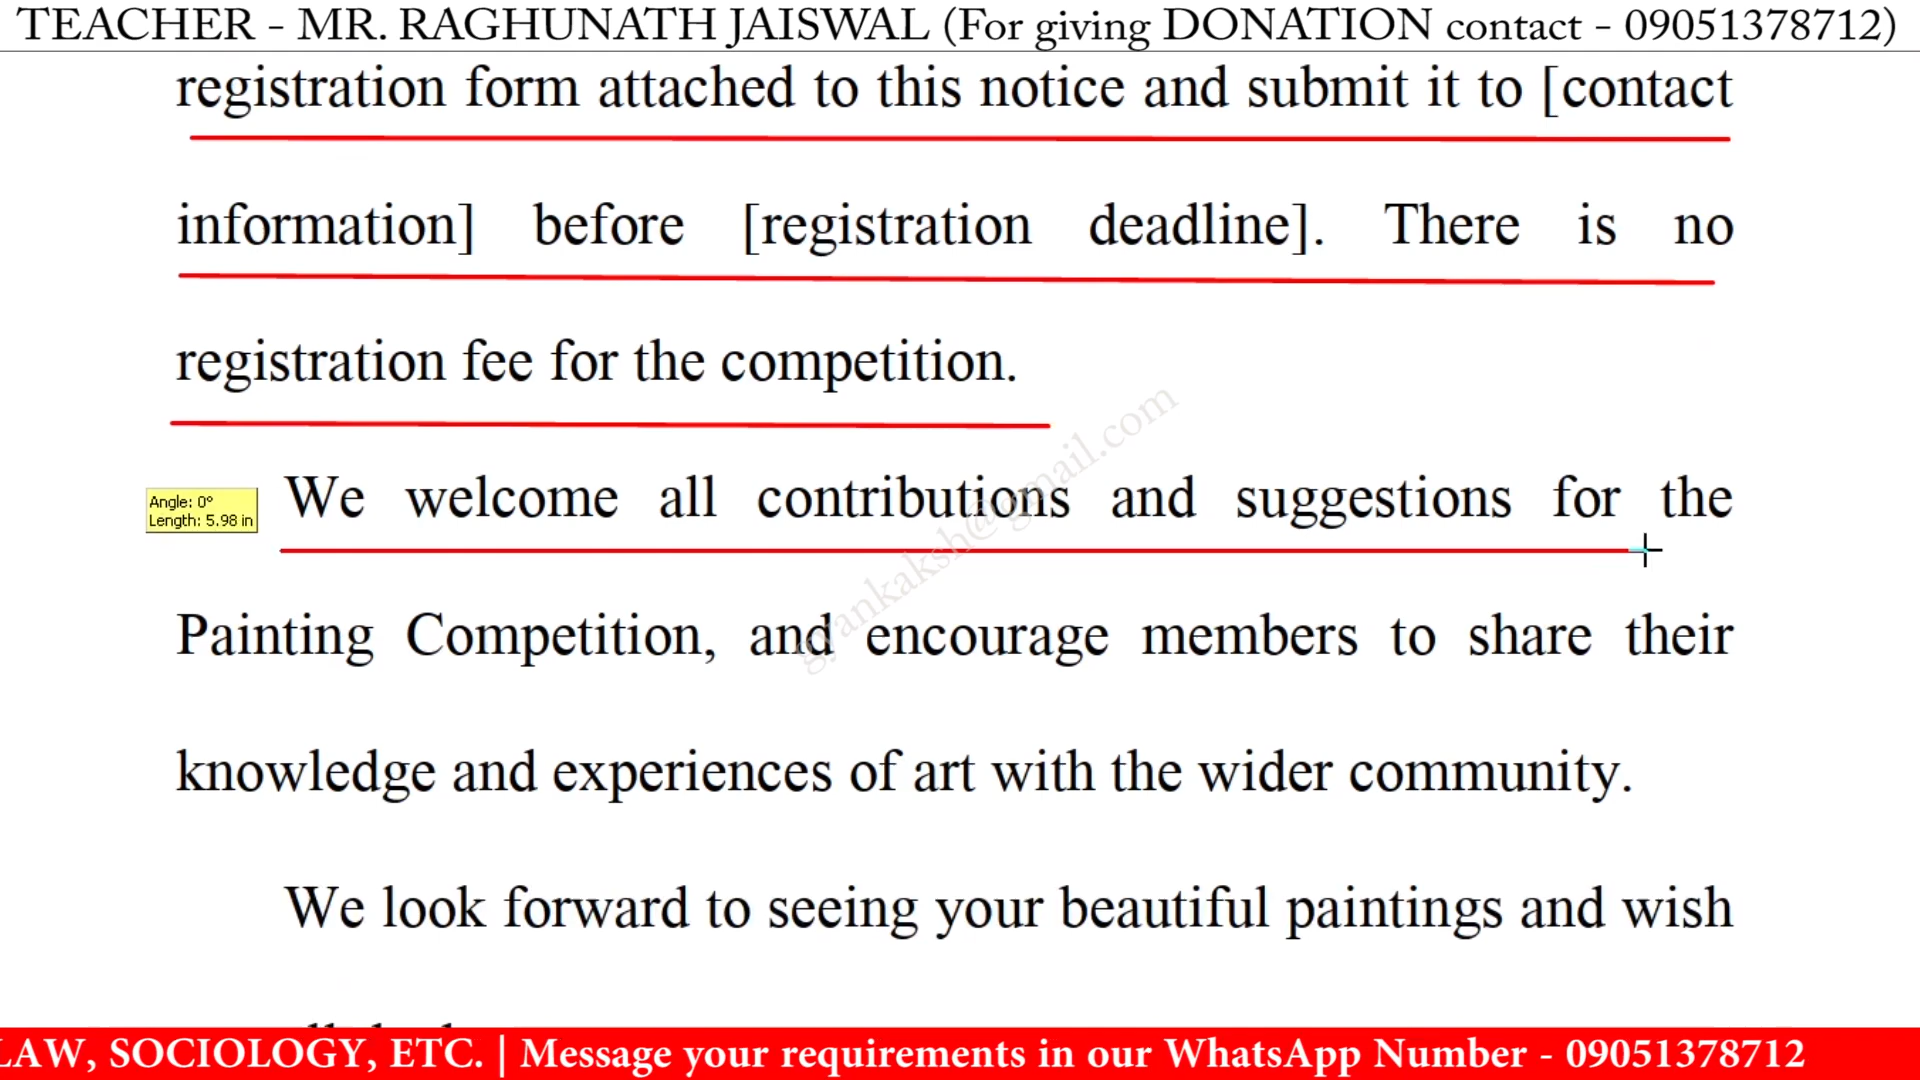 TEACHER - MR. RAGHUNATH JAISWAL (For giving DONATION contact - 09051378712)
registration form attached to this notice and submit it to [contact
information] before [registration deadline]. There is no
registration fee for the competition.
We welcome all contributions and suggestions for the
Angle: 0°
Length: 5.98 in
Painting Competition, and encourage members to share their
knowledge and experiences of art with the wider community.
We look forward to seeing your beautiful paintings and wish
gyankaksh@gmail.com
LAW, SOCIOLOGY, ETC. | Message your requirements in our WhatsApp Number - 09051378712